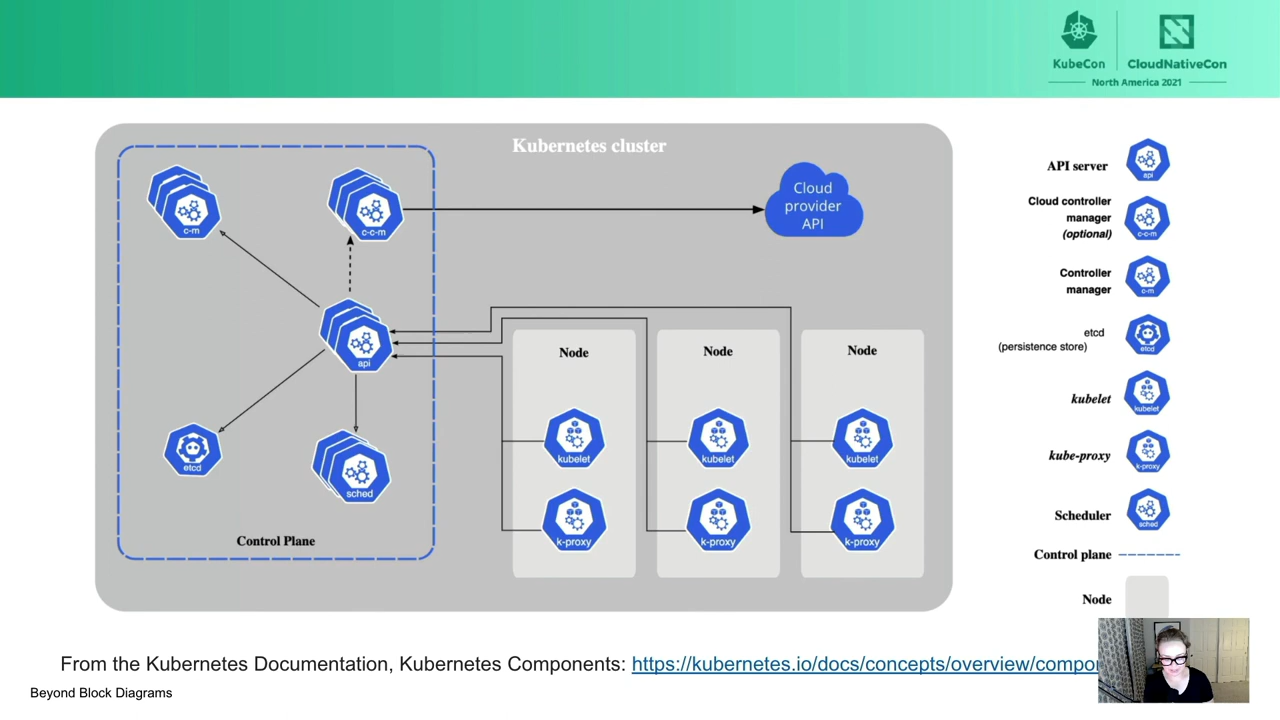 KubeCon
CloudNativeCon
North America 2021
Kubernetes cluster
c-m
c-c-m
Cloud
provider
API
api
etcd
sched
Control Plane
Node
kubelet
k-proxy
Node
kubelet
k-proxy
Node
kubelet
k-proxy
API server
api
Cloud controller
manager
(optional)
c-c-m
Controller
manager
c-m
etcd
(persistence store)
etcd
kubelet
kubelet
kube-proxy
k-proxy
Scheduler
sched
Control plane
Node
From the Kubernetes Documentation, Kubernetes Components: https://kubernetes.io/docs/concepts/overview/compo
Beyond Block Diagrams